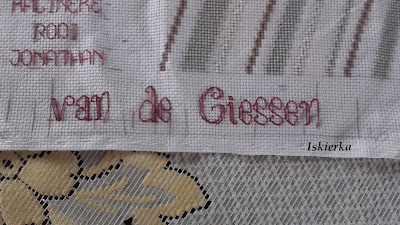 ROOS
JONATHAN
van de Giessen
Iskierka